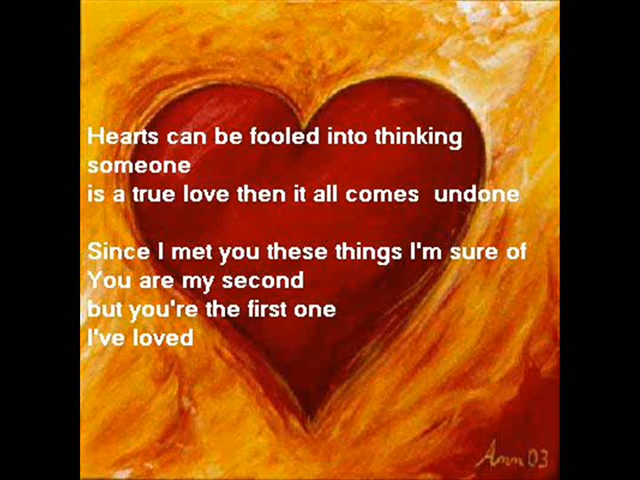 Hearts can be fooled into thinking
someone
is a true love then it all comes undone
Since I met you these things I'm sure of
You are my second
but you're the first one
I've loved
Ann 03